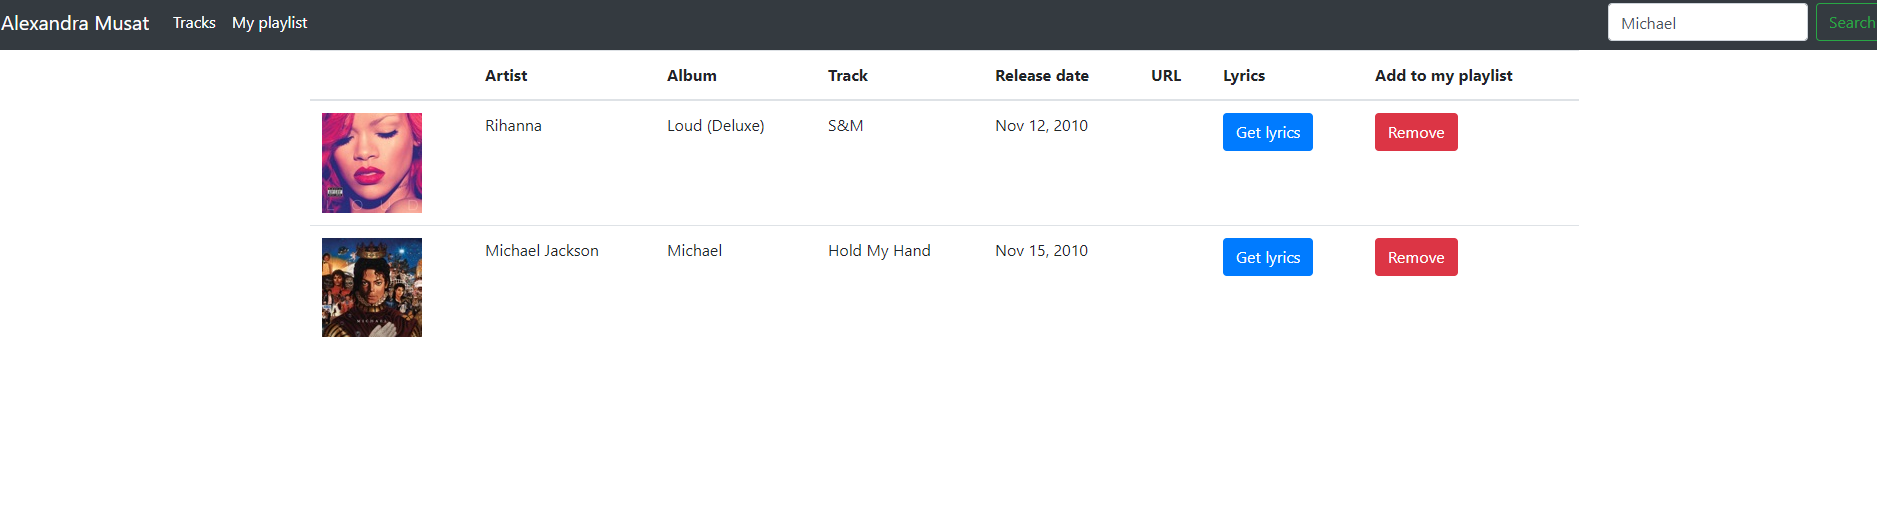 Alexandra Musat Tracks My playlist Michael Search
Artist Album Track Release date URL Lyrics Add to my playlist
Rihanna Loud (Deluxe) S&M Nov 12, 2010 Get lyrics Remove
LOUD
Michael Jackson Michael Hold My Hand Nov 15, 2010 Get lyrics Remove
MICHAEL